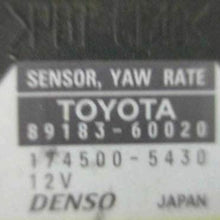 SENSOR, YAW RATE
TOYOTA
89183-60020
174500-5430
12V
DENSO JAPAN